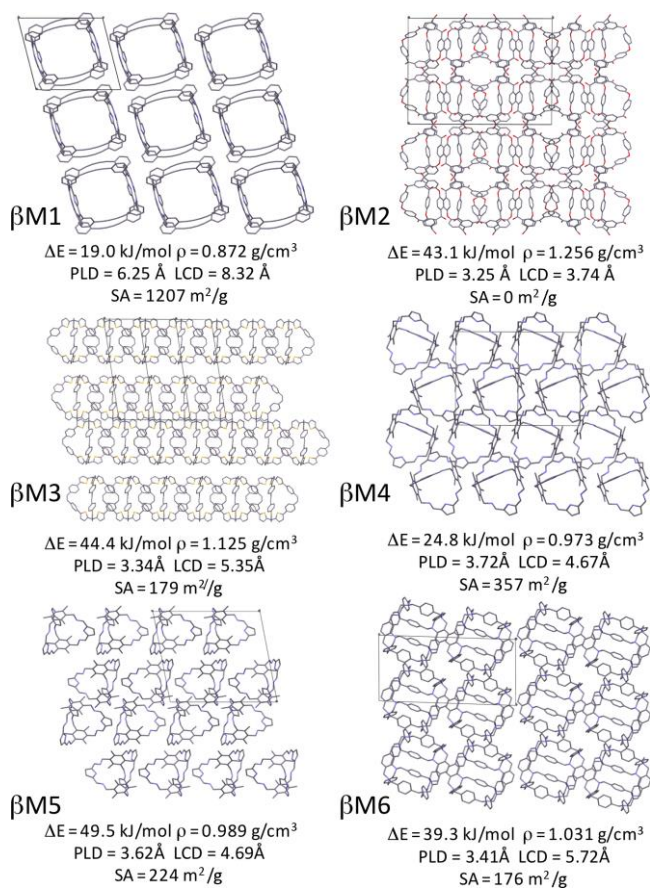 βM1
ΔE = 19.0 kJ/mol ρ = 0.872 g/cm³
PLD = 6.25 Å LCD = 8.32 Å
SA = 1207 m²/g
βM2
ΔE = 43.1 kJ/mol ρ = 1.256 g/cm³
PLD = 3.25 Å LCD = 3.74 Å
SA = 0 m²/g
βM3
ΔE = 44.4 kJ/mol ρ = 1.125 g/cm³
PLD = 3.34Å LCD = 5.35Å
SA = 179 m²/g
βM4
ΔE = 24.8 kJ/mol ρ = 0.973 g/cm³
PLD = 3.72Å LCD = 4.67Å
SA = 357 m²/g
βM5
ΔE = 49.5 kJ/mol ρ = 0.989 g/cm³
PLD = 3.62Å LCD = 4.69Å
SA = 224 m²/g
βM6
ΔE = 39.3 kJ/mol ρ = 1.031 g/cm³
PLD = 3.41Å LCD = 5.72Å
SA = 176 m²/g